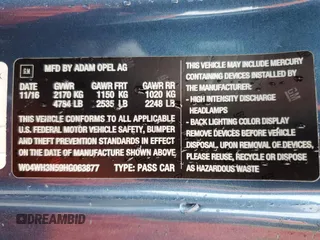 GM
MFD BY ADAM OPEL AG
DATE GVWR GAWR FRT GAWR RR
11/16 2170 KG 1150 KG 1020 KG
4784 LB 2535 LB 2248 LB
THIS VEHICLE CONFORMS TO ALL APPLICABLE
U.S. FEDERAL MOTOR VEHICLE SAFETY, BUMPER
AND THEFT PREVENTION STANDARDS IN EFFECT
ON THE DATE OF MANUFACTURE SHOWN ABOVE.
W04WH3N59HG063877 TYPE: PASS CAR
THIS VEHICLE MAY INCLUDE MERCURY
CONTAINING DEVICES INSTALLED BY THE
MANUFACTURER:
- HIGH INTENSITY DISCHARGE
HEADLAMPS
- BACK LIGHTING COLOR DISPLAY
REMOVE DEVICES BEFORE VEHICLE
DISPOSAL. UPON REMOVAL OF DEVICES
PLEASE REUSE, RECYCLE OR DISPOSE
AS HAZARDOUS WASTE
DREAMBID